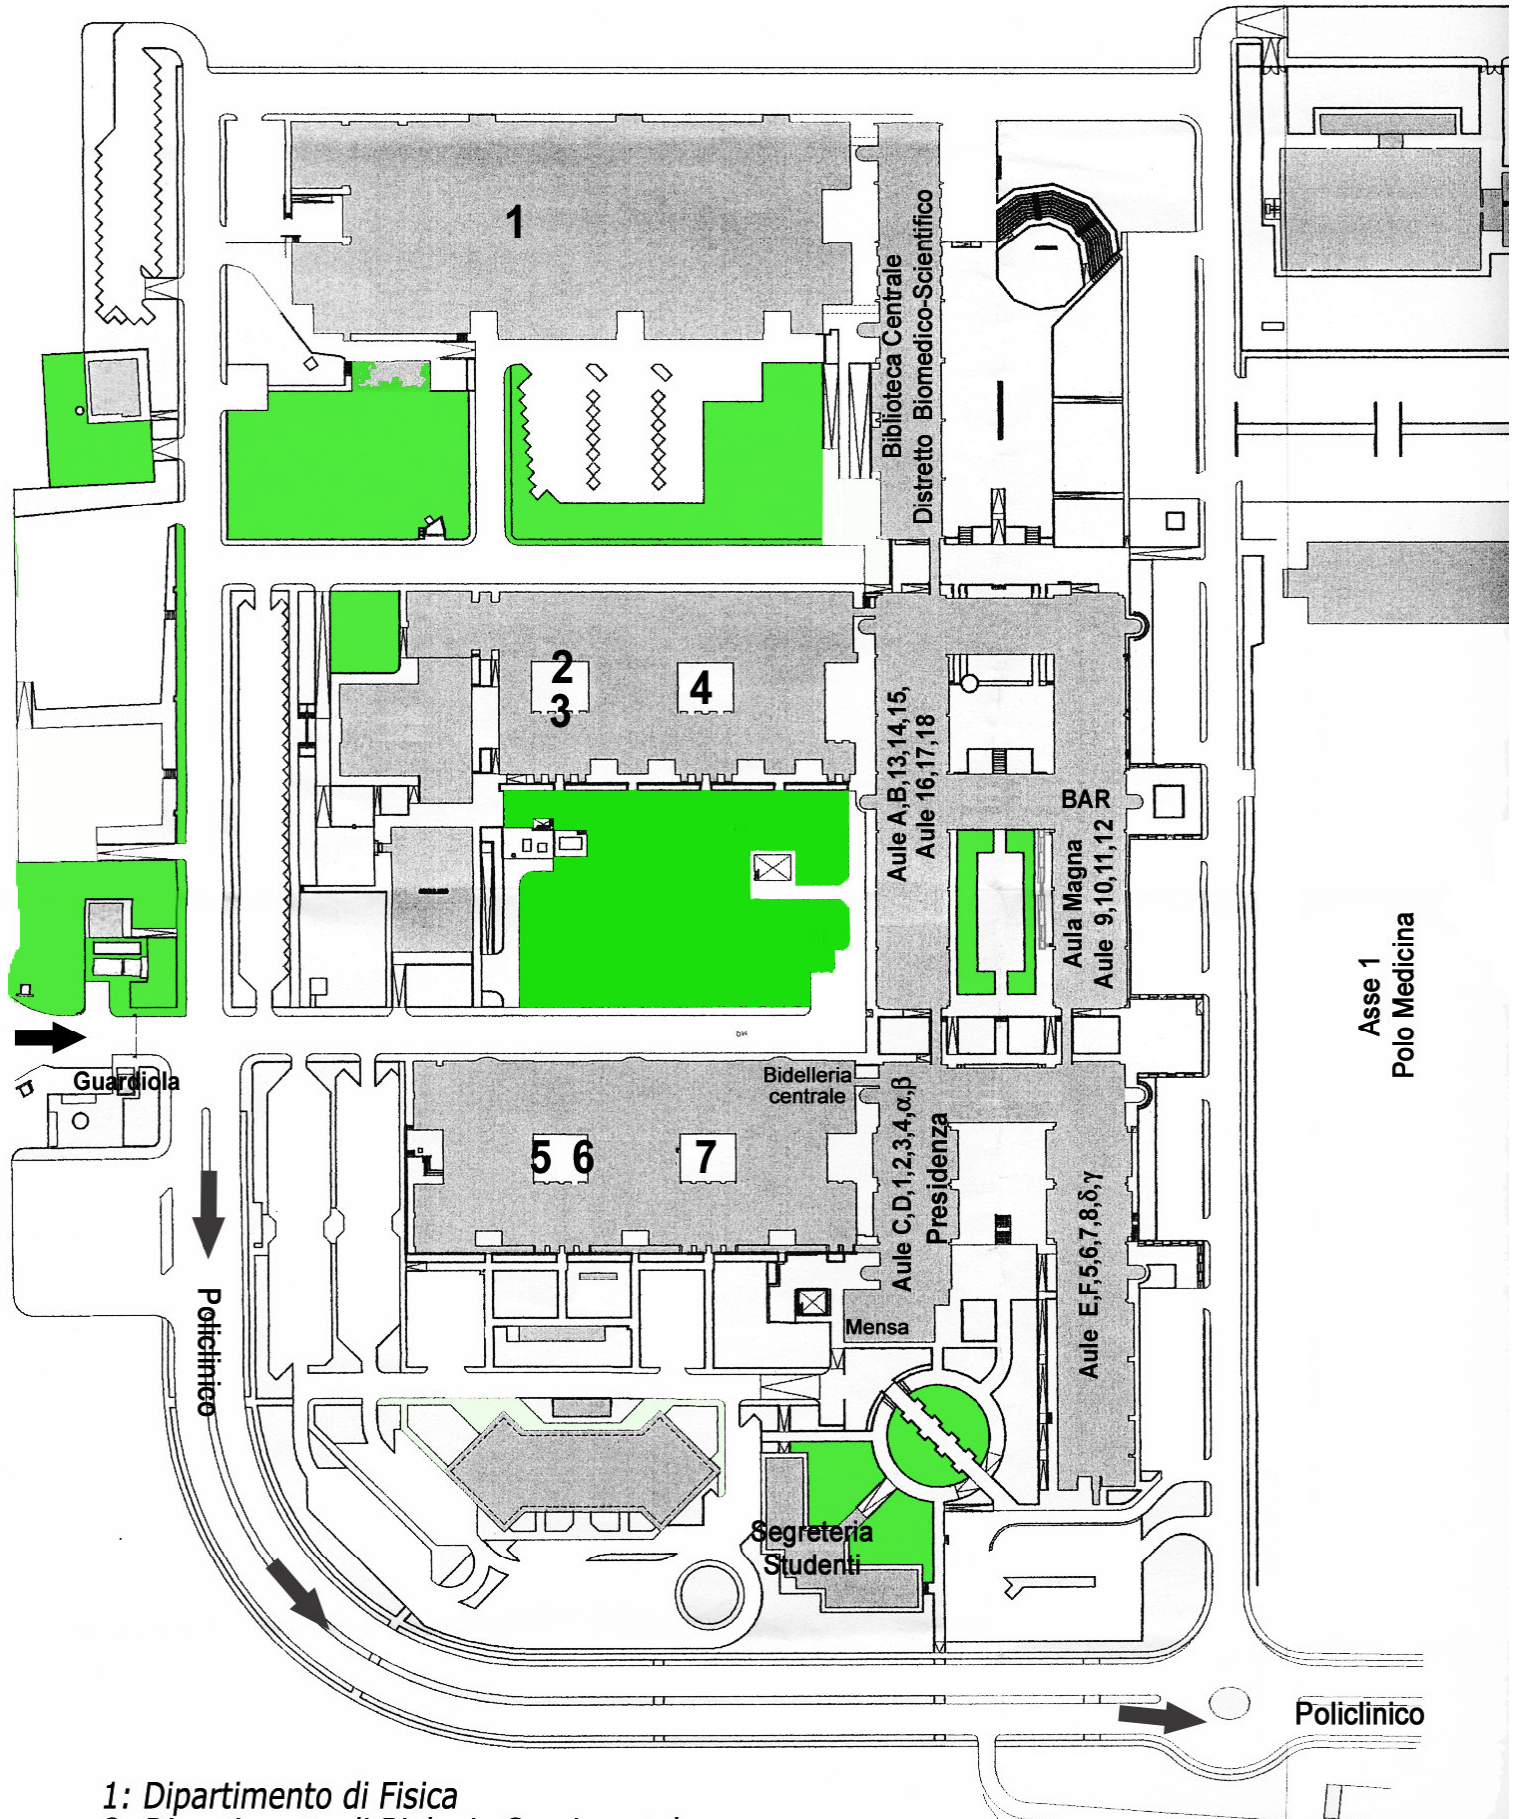 1
Biblioteca Centrale
Distretto Biomedico-Scientifico
2
3
4
Aule A,B,13,14,15,
Aule 16,17,18
BAR
Aula Magna
Aule 9,10,11,12
Asse 1
Polo Medicina
Guardiola
Bidelleria
centrale
5 6
7
Aule C,D,1,2,3,4,α,β
Presidenza
Aule E,F,5,6,7,8,δ,γ
Policlinico
Mensa
Segreteria
Studenti
Policlinico
1: Dipartimento di Fisica